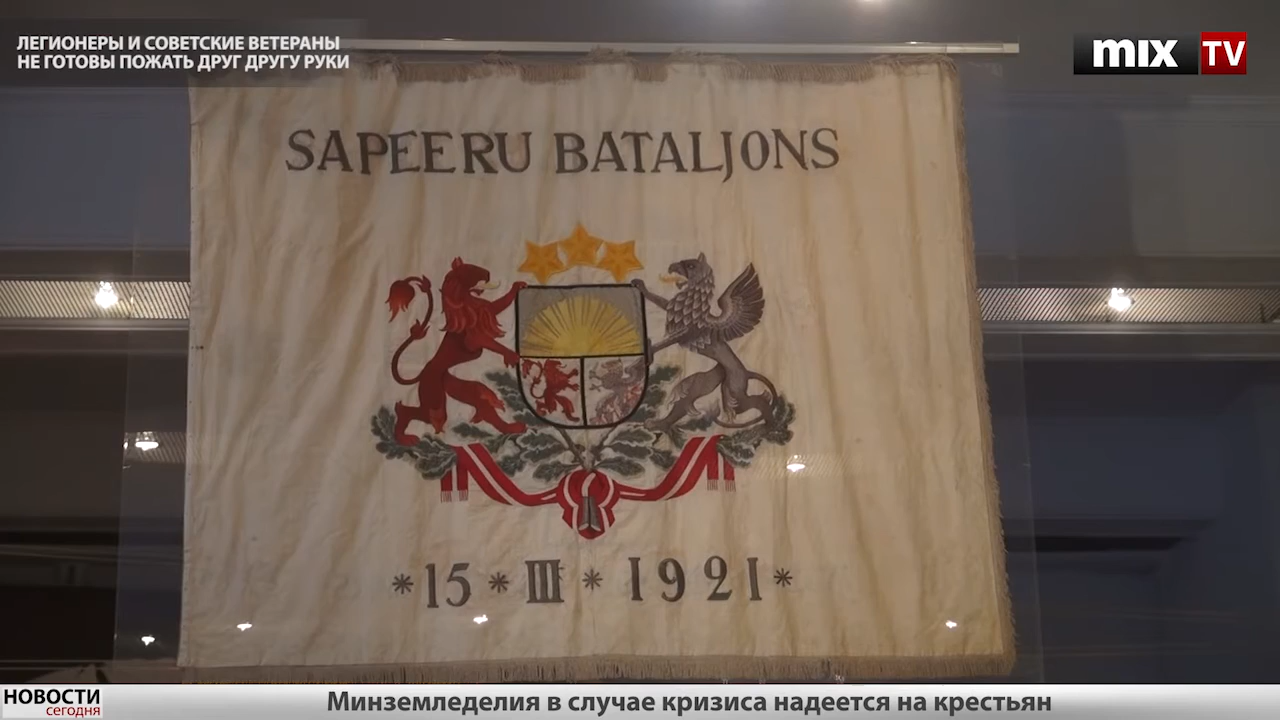 ЛЕГИОНЕРЫ И СОВЕТСКИЕ ВЕТЕРАНЫ
НЕ ГОТОВЫ ПОЖАТЬ ДРУГ ДРУГУ РУКИ
mix TV
SAPEERU BATALJONS
*15*III*1921*
НОВОСТИ
сегодня
Минземледелия в случае кризиса надеется на крестьян